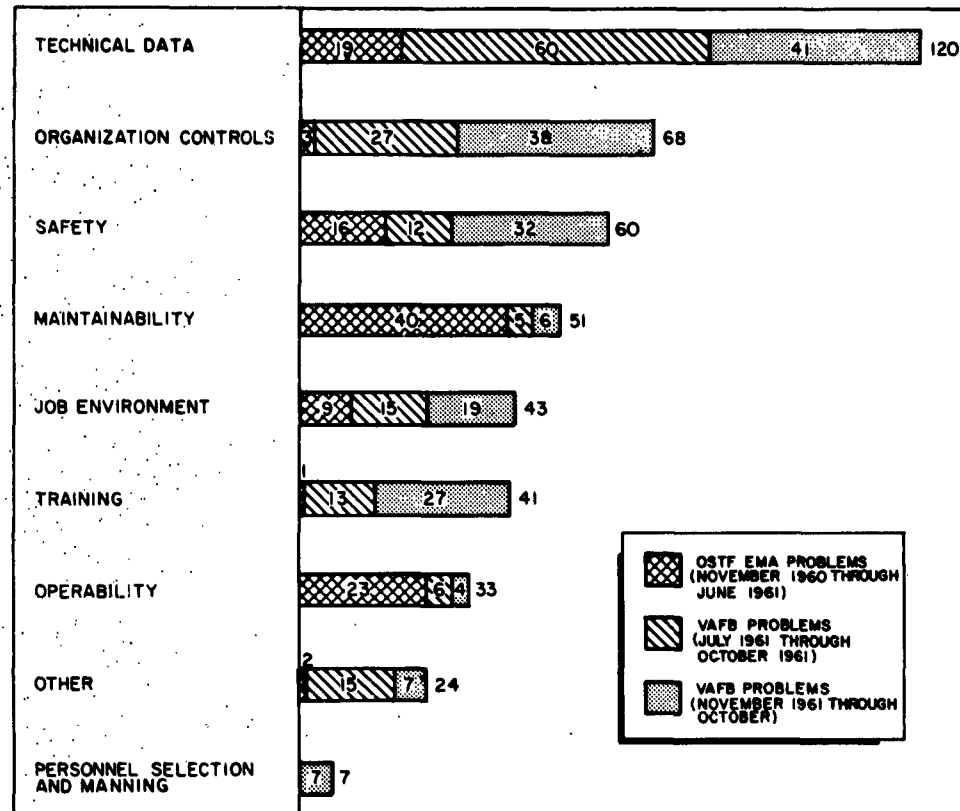 TECHNICAL DATA
19 60 41 120
ORGANIZATION CONTROLS
3 27 38 68
SAFETY
16 12 32 60
MAINTAINABILITY
40 5 6 51
JOB ENVIRONMENT
9 15 19 43
1
TRAINING
13 27 41
OPERABILITY
23 6 4 33
2
OTHER
15 7 24
PERSONNEL SELECTION
AND MANNING
7 7
OSTF EMA PROBLEMS
(NOVEMBER 1960 THROUGH
JUNE 1961)
VAFB PROBLEMS
(JULY 1961 THROUGH
OCTOBER 1961)
VAFB PROBLEMS
(NOVEMBER 1961 THROUGH
OCTOBER)